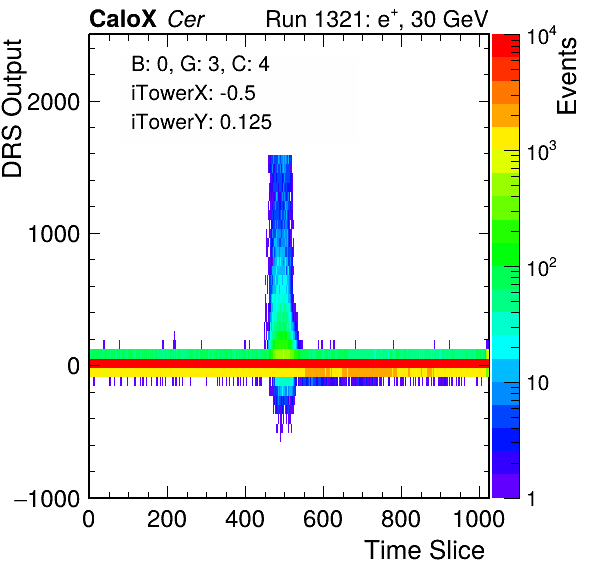 CaloX Cer
Run 1321: e⁺, 30 GeV
B: 0, G: 3, C: 4
iTowerX: -0.5
iTowerY: 0.125
DRS Output
2000
1000
0
−1000
0 200 400 600 800 1000
Time Slice
Events
10⁴
10³
10²
10
1